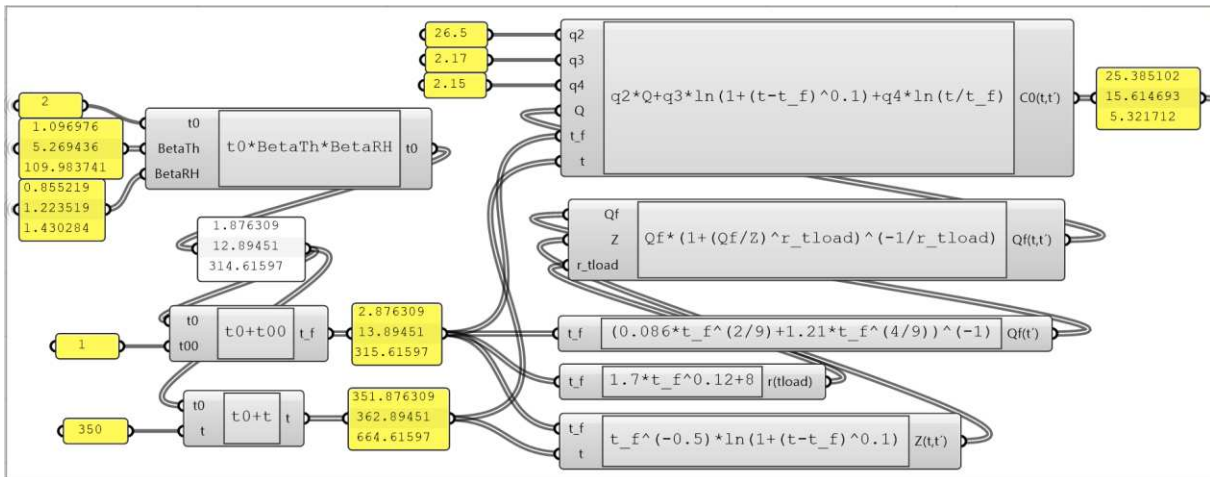 26.5
2.17
2.15
q2
q3
q4
Q
t_f
t
q2*Q+q3*ln(1+(t-t_f)^0.1)+q4*ln(t/t_f)
C0(t,t´)
25.385102
15.614693
5.321712
2
1.096976
5.269436
109.983741
0.855219
1.223519
1.430284
t0
BetaTh
BetaRH
t0*BetaTh*BetaRH
t0
1.876309
12.89451
314.61597
Qf
Z
r_tload
Qf*(1+(Qf/Z)^r_tload)^(-1/r_tload)
Qf(t,t´)
1
t0
t00
t0+t00
t_f
2.876309
13.89451
315.61597
t_f
(0.086*t_f^(2/9)+1.21*t_f^(4/9))^(-1)
Qf(t´)
t_f
1.7*t_f^0.12+8
r(tload)
350
t0
t
t0+t
t
351.876309
362.89451
664.61597
t_f
t
t_f^(-0.5)*ln(1+(t-t_f)^0.1)
Z(t,t´)